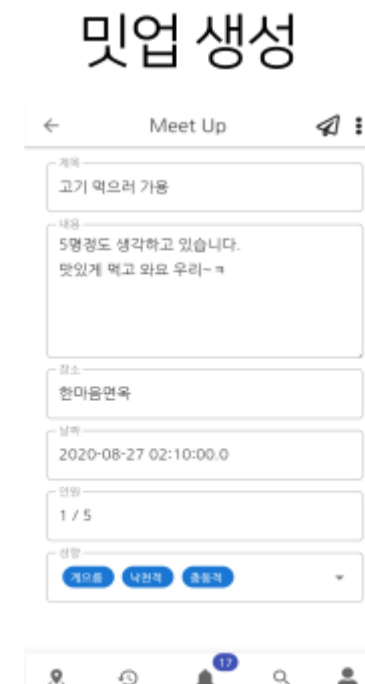 밋업 생성
Meet Up
제목
고기 먹으러 가용
내용
5명정도 생각하고 있습니다.
맛있게 먹고 와묘 우리~ㅋ
장소
한마음면옥
날짜
2020-08-27 02:10:00.0
인원
1 / 5
성향
게으름 낙천적 충동적
17